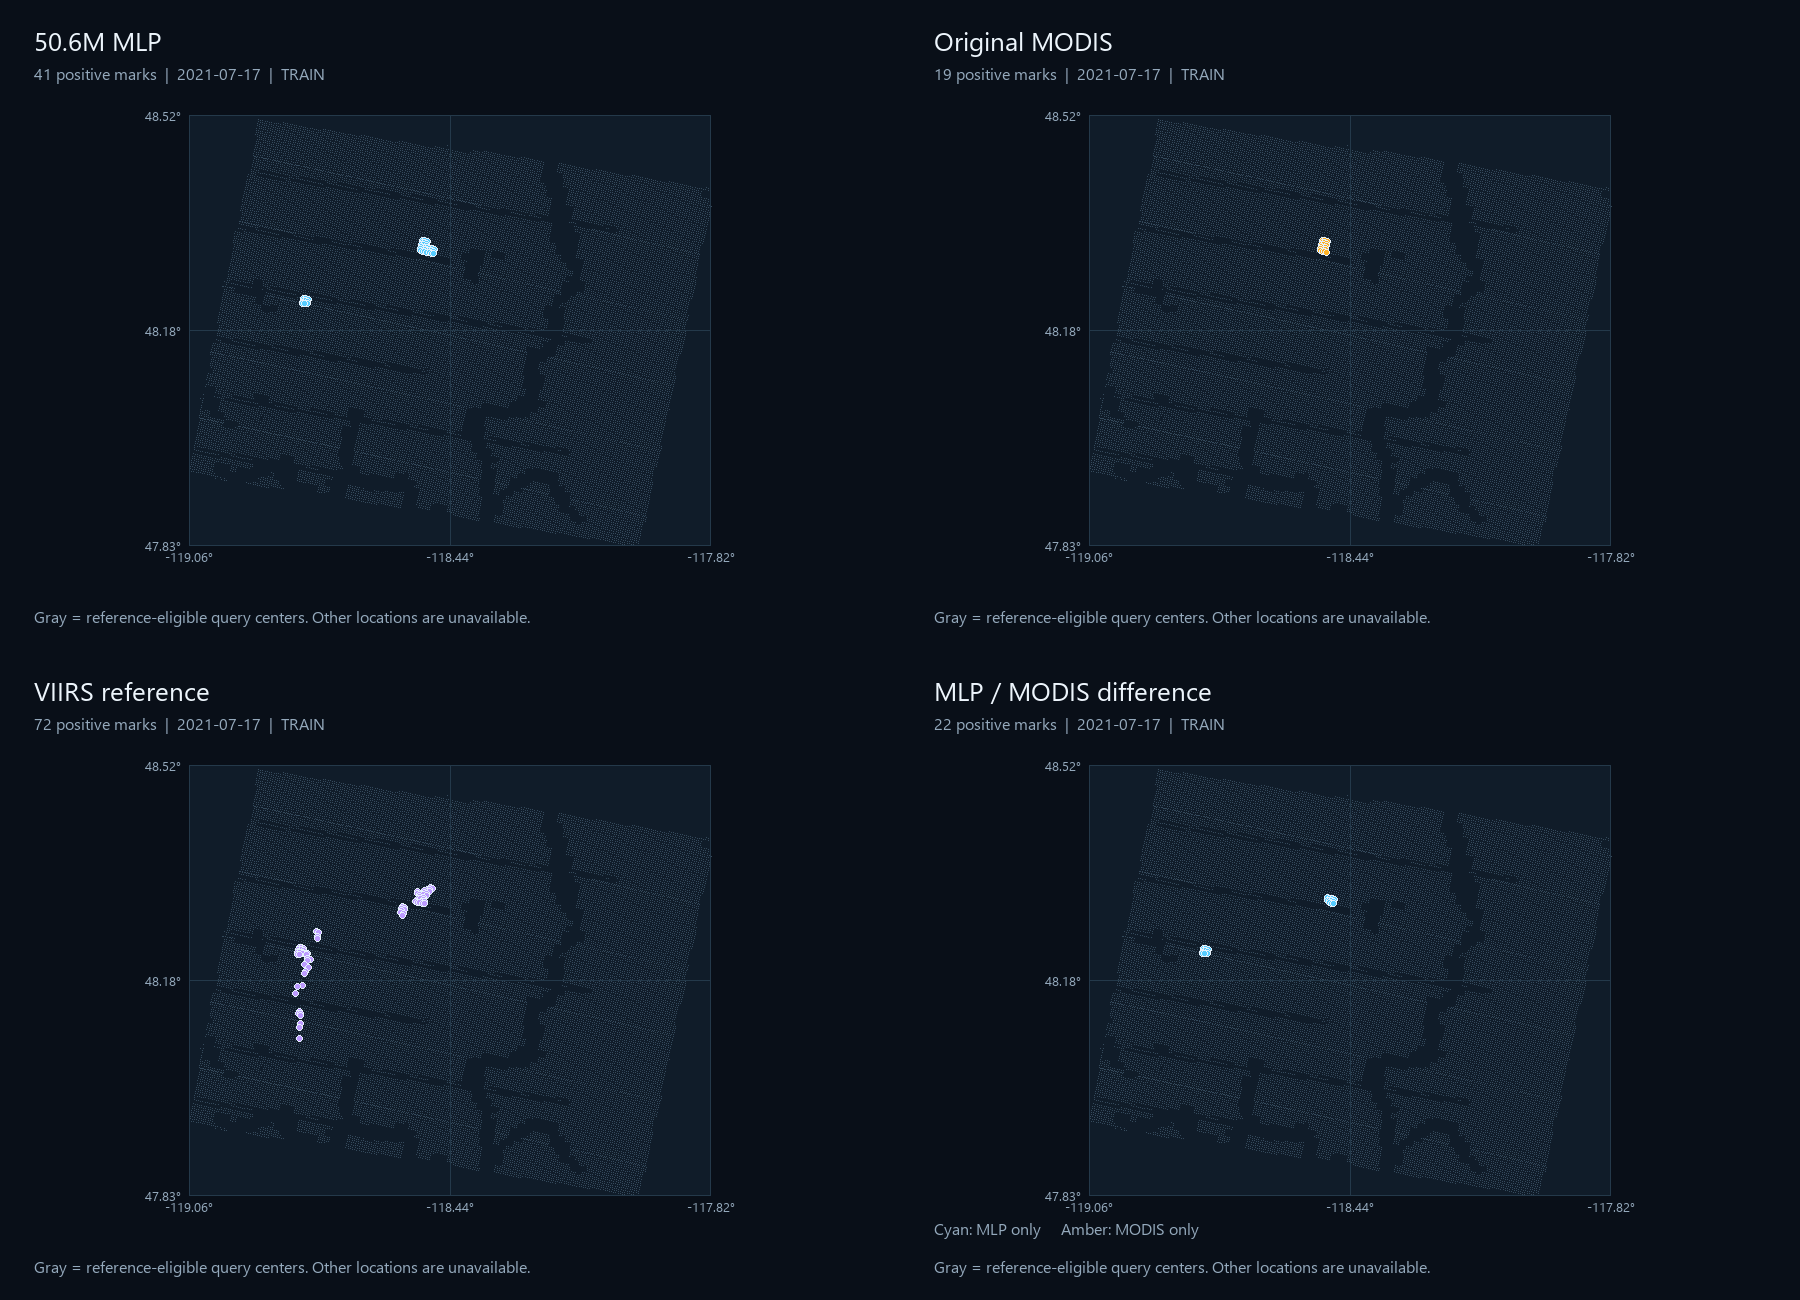 50.6M MLP
41 positive marks | 2021-07-17 | TRAIN
48.52°
48.18°
47.83°
-119.06°
-118.44°
-117.82°
Gray = reference-eligible query centers. Other locations are unavailable.
Original MODIS
19 positive marks | 2021-07-17 | TRAIN
48.52°
48.18°
47.83°
-119.06°
-118.44°
-117.82°
Gray = reference-eligible query centers. Other locations are unavailable.
VIIRS reference
72 positive marks | 2021-07-17 | TRAIN
48.52°
48.18°
47.83°
-119.06°
-118.44°
-117.82°
Gray = reference-eligible query centers. Other locations are unavailable.
MLP / MODIS difference
22 positive marks | 2021-07-17 | TRAIN
48.52°
48.18°
47.83°
-119.06°
-118.44°
-117.82°
Cyan: MLP only Amber: MODIS only
Gray = reference-eligible query centers. Other locations are unavailable.